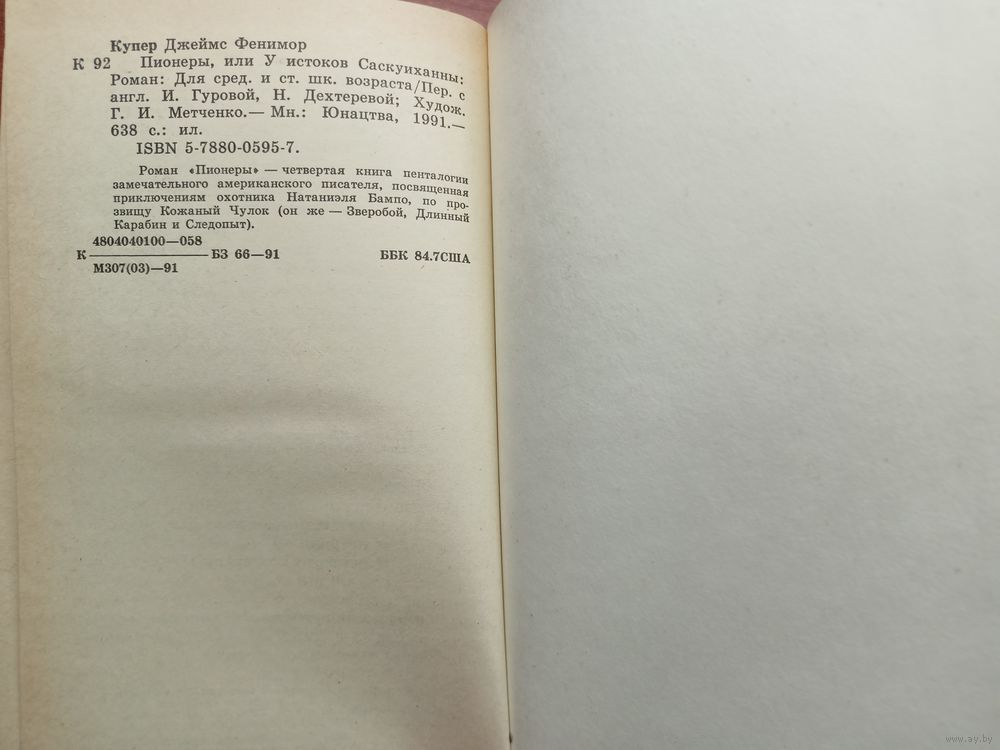 Купер Джеймс Фенимор
К 92 Пионеры, или У истоков Саскуиханны:
Роман: Для сред. и ст. шк. возраста/Пер. с
англ. И. Гуровой, Н. Дехтеревой; Худож.
Г. И. Метченко.— Мн.: Юнацтва, 1991.—
638 с.: ил.
ISBN 5-7880-0595-7.
Роман «Пионеры» — четвертая книга пенталогии
замечательного американского писателя, посвященная
приключениям охотника Натаниэля Бампо, по про-
звищу Кожаный Чулок (он же — Зверобой, Длинный
Карабин и Следопыт).
4804040100—058
К ———— БЗ 66—91 ББК 84.7США
М307(03)—91
www.ay.by